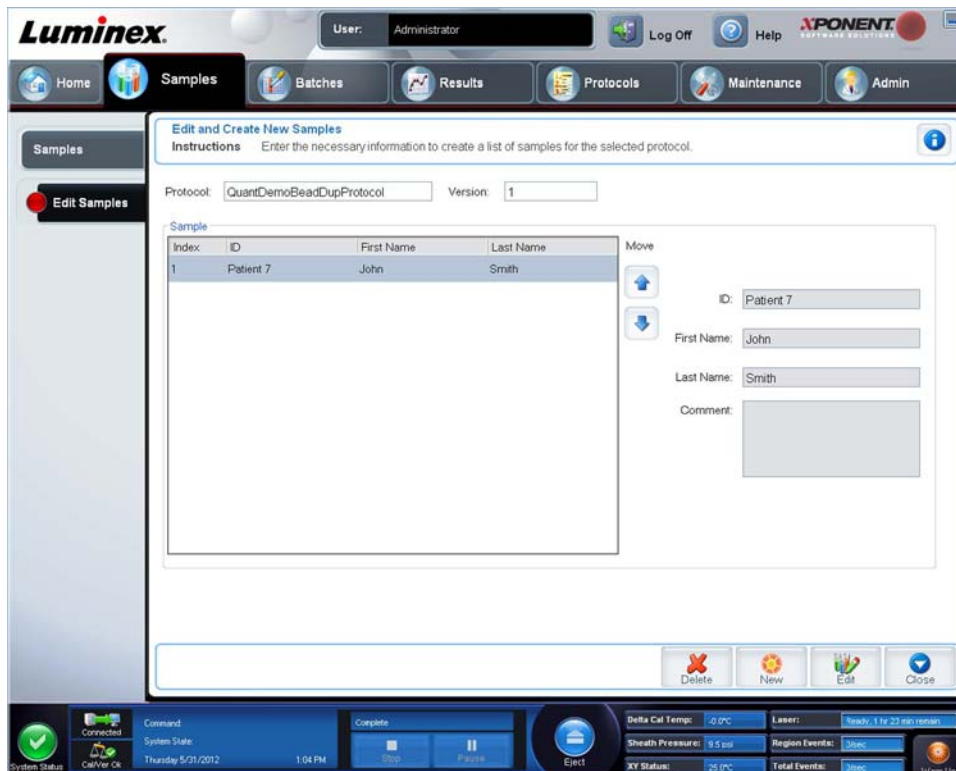 Luminex.
User: Administrator
Log Off
Help
XPONENT
SOFTWARE SOLUTIONS
Home
Samples
Batches
Results
Protocols
Maintenance
Admin
Samples
Edit Samples
Edit and Create New Samples
Instructions Enter the necessary information to create a list of samples for the selected protocol.
Protocol: QuantDemoBeadDupProtocol Version: 1
Sample
Index ID First Name Last Name
1 Patient 7 John Smith
Move
ID: Patient 7
First Name: John
Last Name: Smith
Comment:
Delete
New
Edit
Close
System Status
Connected
Cal/Ver Ok
Command:
System State:
Thursday 5/31/2012 1:04 PM
Complete
Stop
Pause
Eject
Delta Cal Temp: -0.0°C
Sheath Pressure: 9.5 psi
XY Status: 25.0°C
Laser: Ready, 1 hr 23 min remain
Region Events: 3/sec
Total Events: 3/sec